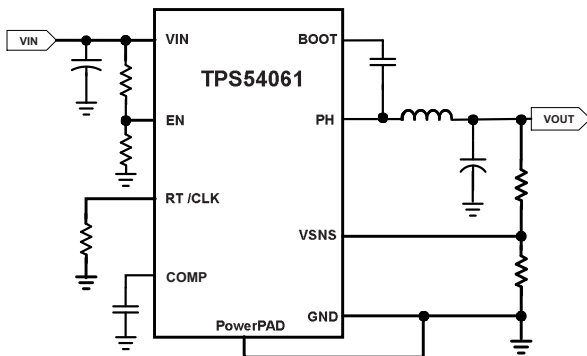 VIN
VIN
BOOT
TPS54061
EN
PH
VOUT
RT /CLK
VSNS
COMP
GND
PowerPAD